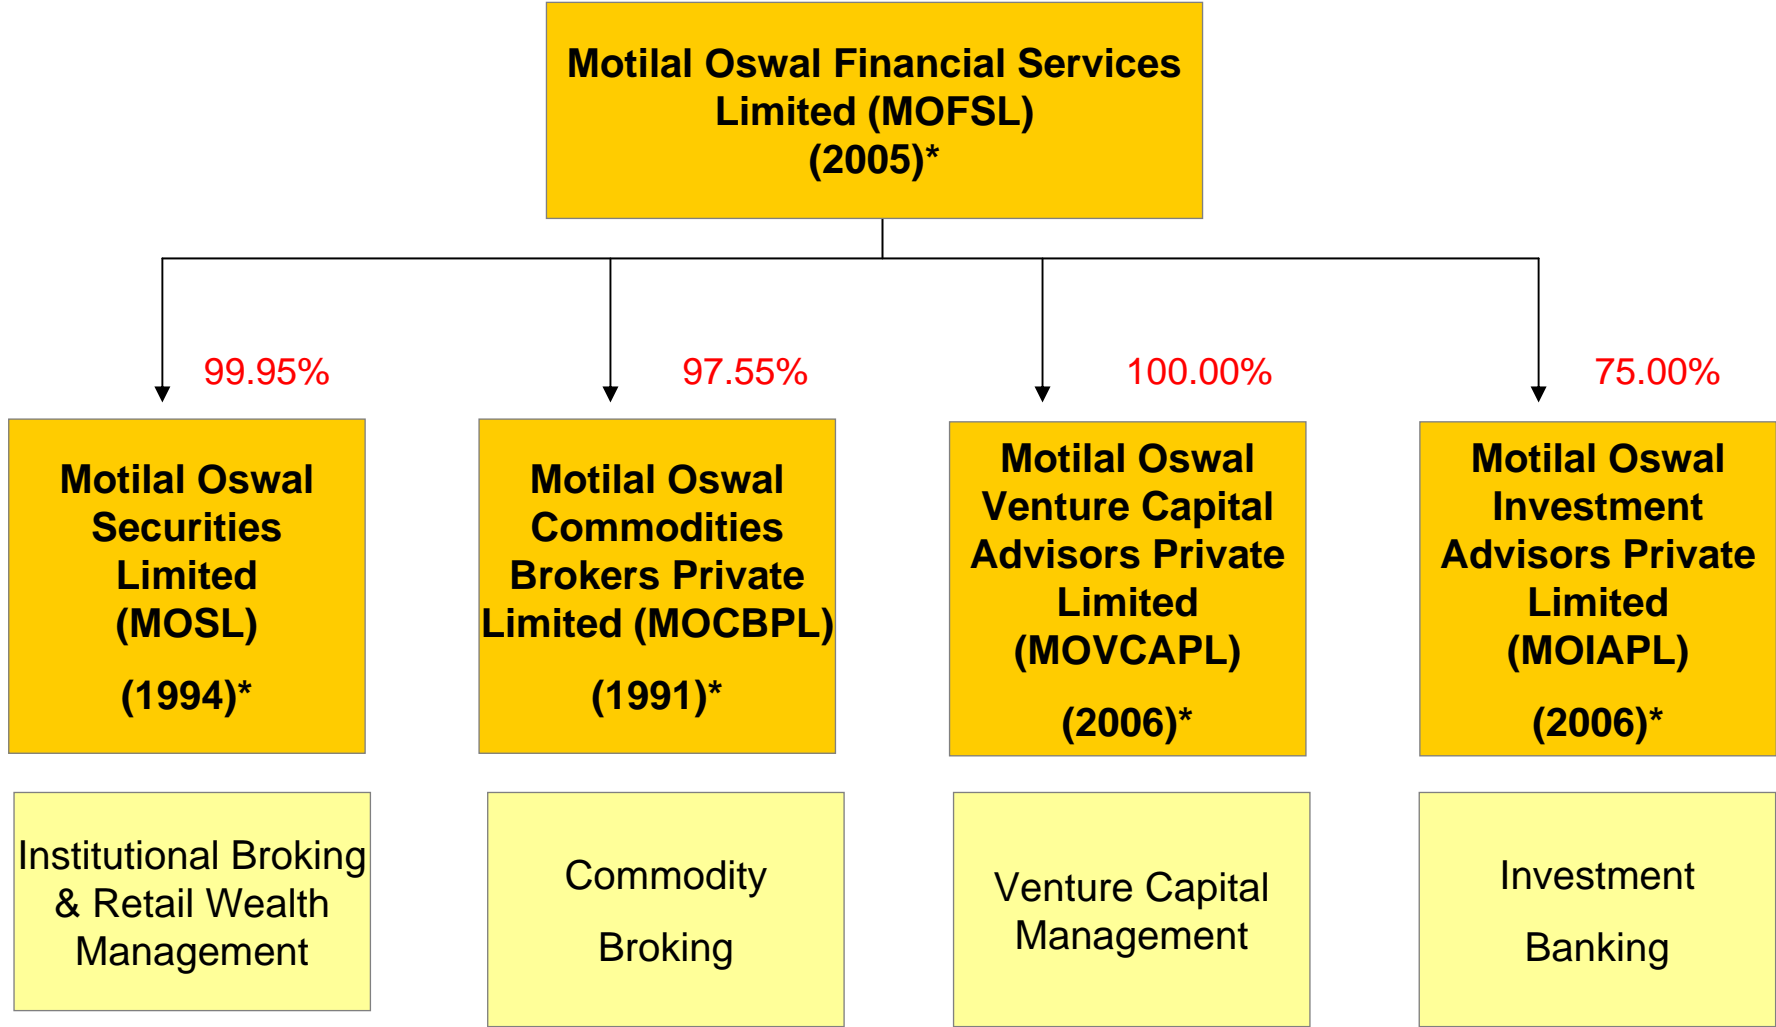 Motilal Oswal Financial Services
Limited (MOFSL)
(2005)*
99.95%
97.55%
100.00%
75.00%
Motilal Oswal
Securities
Limited
(MOSL)
(1994)*
Motilal Oswal
Commodities
Brokers Private
Limited (MOCBPL)
(1991)*
Motilal Oswal
Venture Capital
Advisors Private
Limited
(MOVCAPL)
(2006)*
Motilal Oswal
Investment
Advisors Private
Limited
(MOIAPL)
(2006)*
Institutional Broking
& Retail Wealth
Management
Commodity
Broking
Venture Capital
Management
Investment
Banking